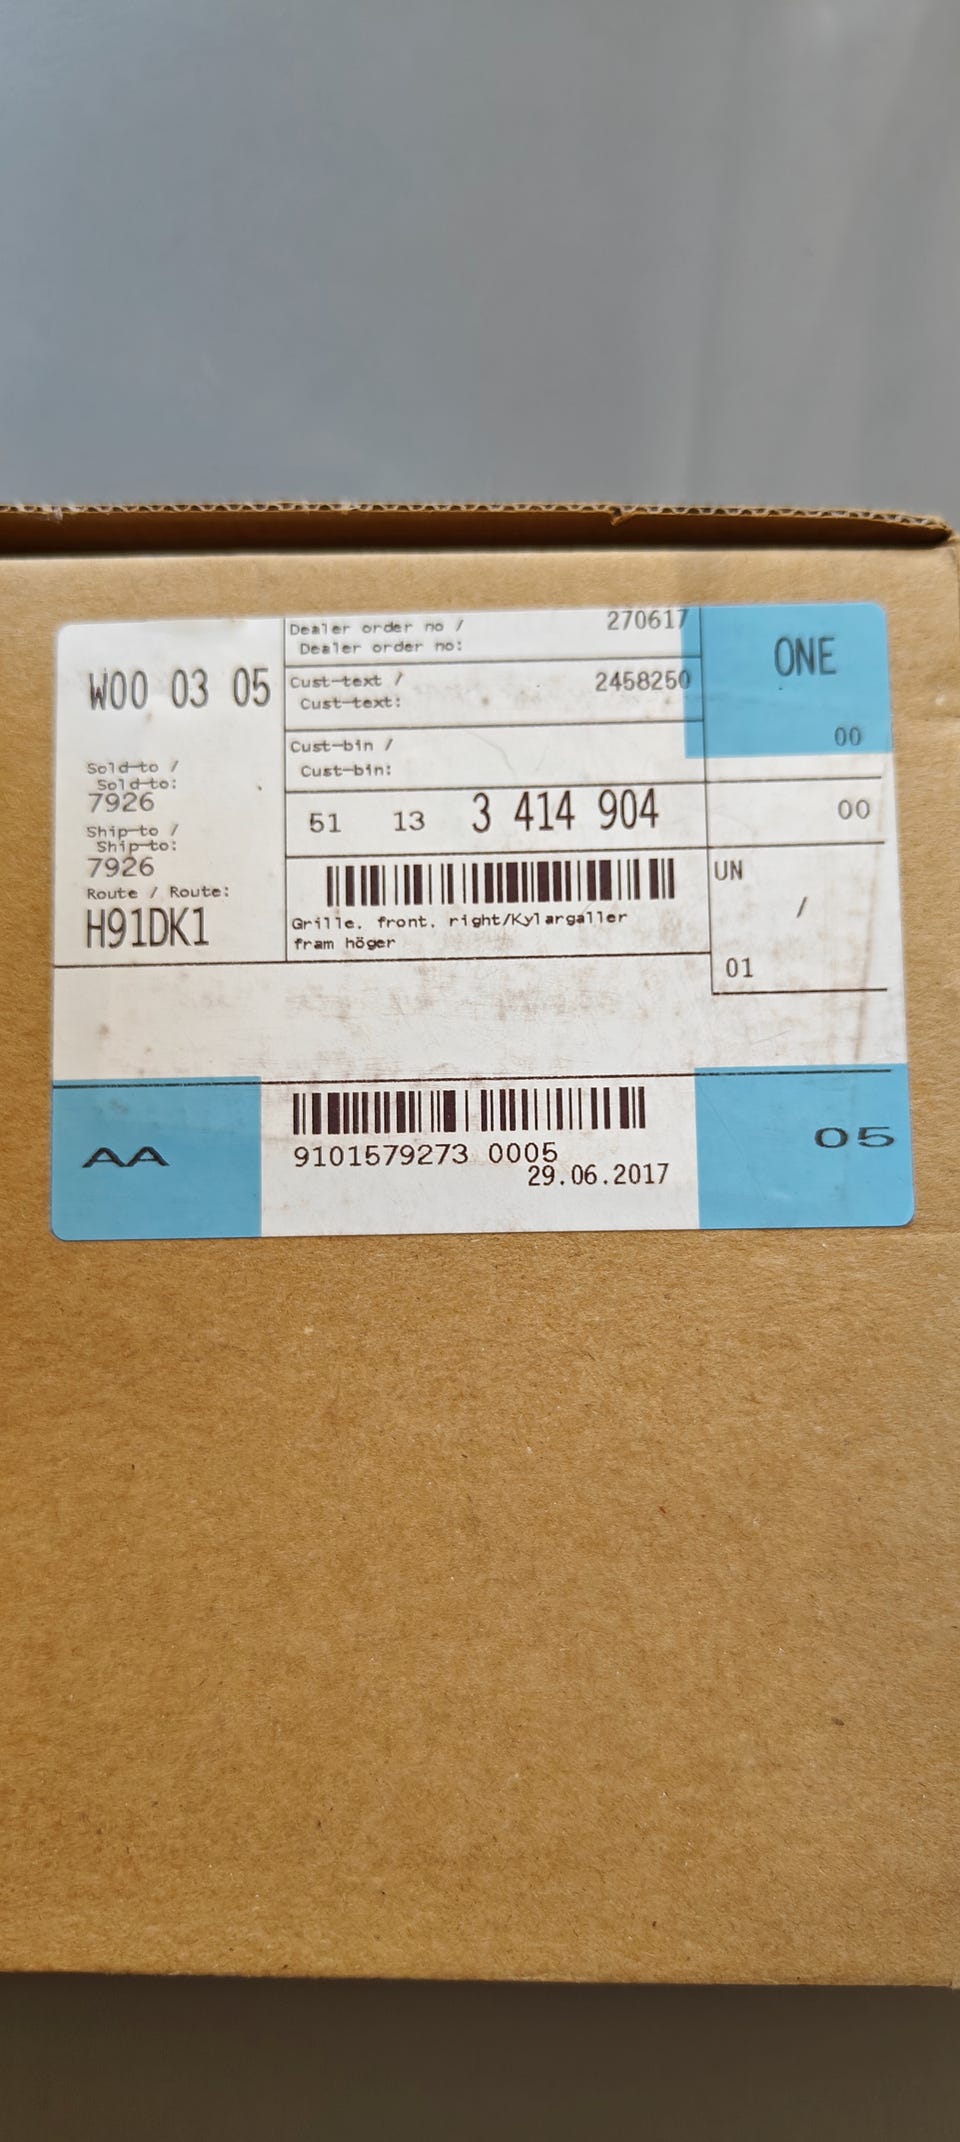 W00 03 05
Sold-to /
Sold-to:
7926
Ship-to /
Ship-to:
7926
Route / Route:
H91DK1
Dealer order no / 270617
Dealer order no:
Cust-text / 2458250
Cust-text:
Cust-bin /
Cust-bin:
51 13 3 414 904
Grille, front, right/Kylargaller
fram höger
ONE
00
00
UN
/
01
AA
9101579273 0005
29.06.2017
05